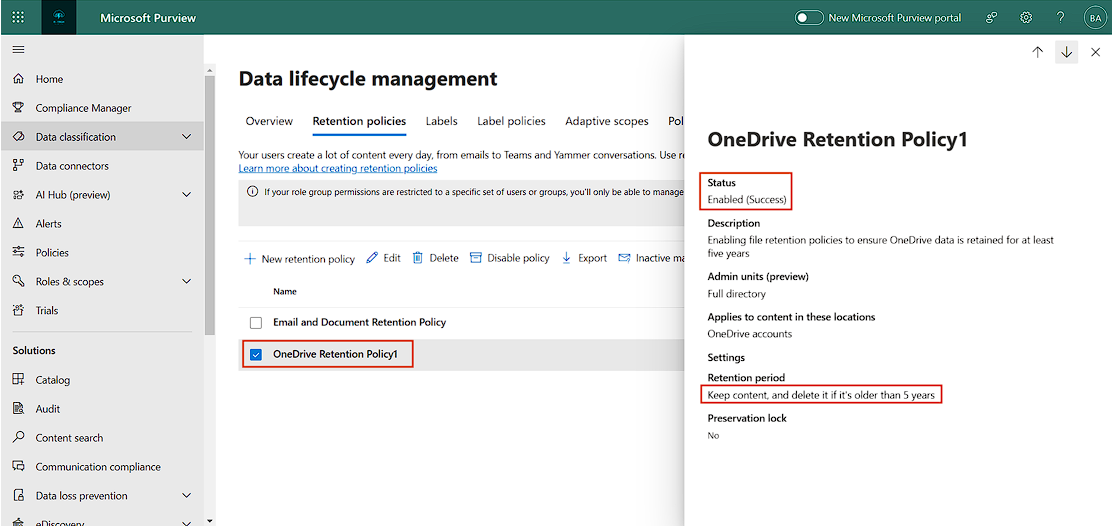 Microsoft Purview
New Microsoft Purview portal
?
BA
Home
Compliance Manager
Data classification
Data connectors
AI Hub (preview)
Alerts
Policies
Roles & scopes
Trials
Solutions
Catalog
Audit
Content search
Communication compliance
Data loss prevention
eDiscovery
Data lifecycle management
Overview Retention policies Labels Label policies Adaptive scopes Pol
Your users create a lot of content every day, from emails to Teams and Yammer conversations. Use re
Learn more about creating retention policies
If your role group permissions are restricted to a specific set of users or groups, you'll only be able to manage
New retention policy Edit Delete Disable policy Export Inactive ma
Name
Email and Document Retention Policy
OneDrive Retention Policy1
OneDrive Retention Policy1
Status
Enabled (Success)
Description
Enabling file retention policies to ensure OneDrive data is retained for at least
five years
Admin units (preview)
Full directory
Applies to content in these locations
OneDrive accounts
Settings
Retention period
Keep content, and delete it if it's older than 5 years
Preservation lock
No